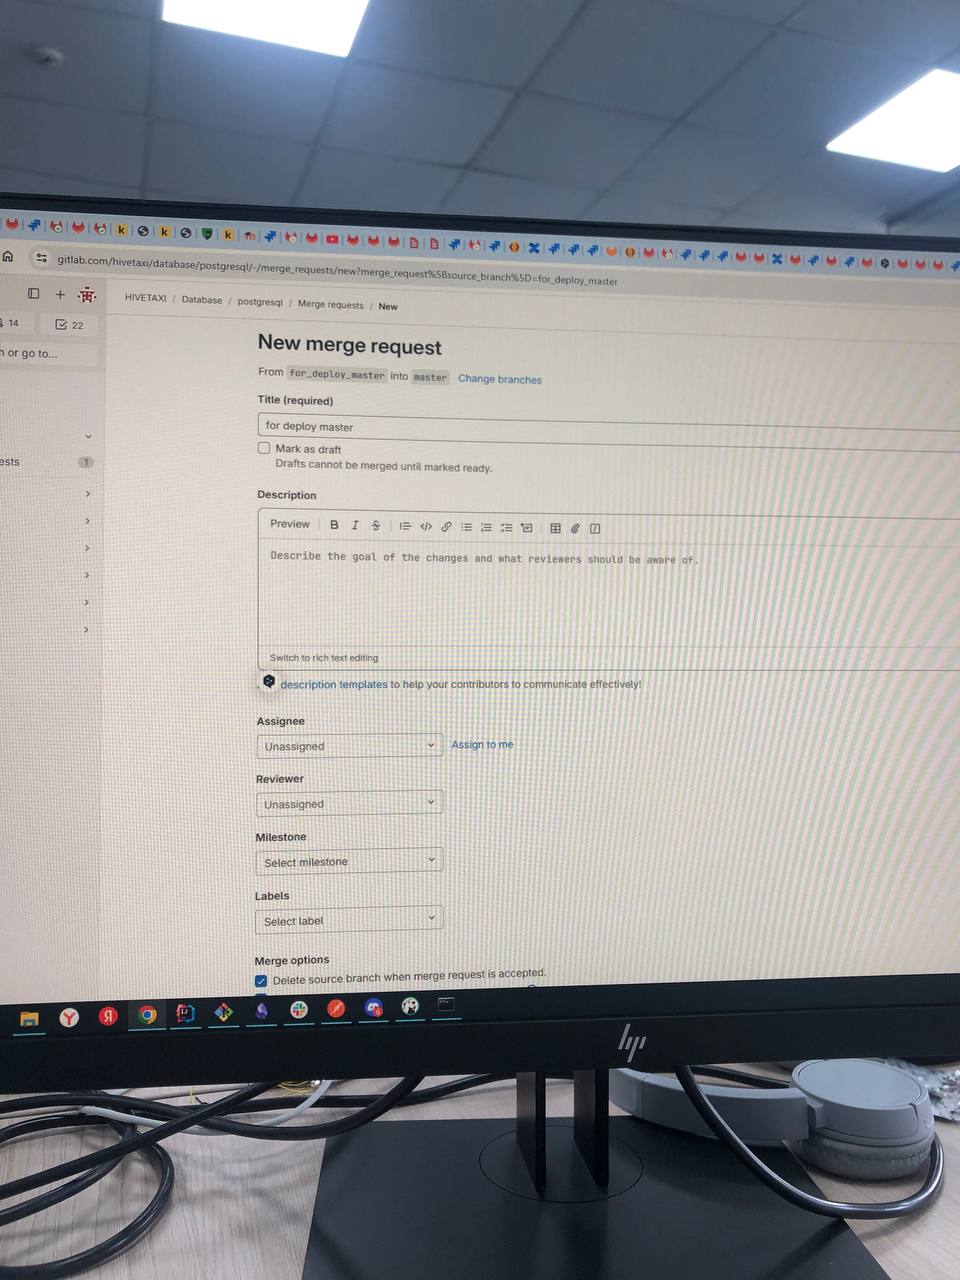 gitlab.com/hivetaxi/database/postgresql/-/merge_requests/new?merge_request%5Bsource_branch%5D=for_deploy_master
HIVETAXI / Database / postgresql / Merge requests / New
14
22
or go to...
ests
1
New merge request
From for_deploy_master into master Change branches
Title (required)
for deploy master
Mark as draft
Drafts cannot be merged until marked ready.
Description
Preview
Describe the goal of the changes and what reviewers should be aware of.
Switch to rich text editing
description templates to help your contributors to communicate effectively!
Assignee
Unassigned
Assign to me
Reviewer
Unassigned
Milestone
Select milestone
Labels
Select label
Merge options
Delete source branch when merge request is accepted.
hp